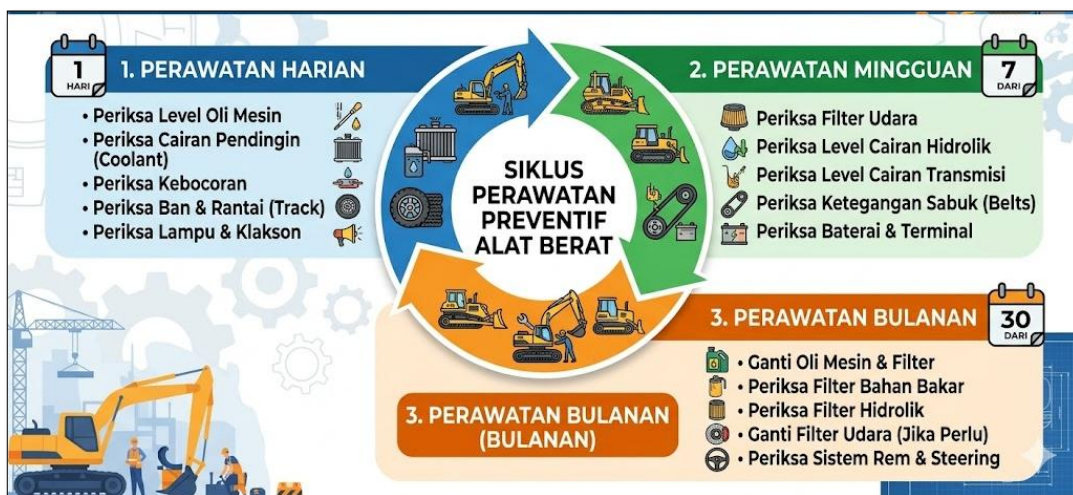 1
HARI
1. PERAWATAN HARIAN
• Periksa Level Oli Mesin
• Periksa Cairan Pendingin
(Coolant)
• Periksa Kebocoran
• Periksa Ban & Rantai (Track)
• Periksa Lampu & Klakson
SIKLUS
PERAWATAN
PREVENTIF
ALAT BERAT
2. PERAWATAN MINGGUAN
7
DARI
Periksa Filter Udara
Periksa Level Cairan Hidrolik
Periksa Level Cairan Transmisi
Periksa Ketegangan Sabuk (Belts)
Periksa Baterai & Terminal
3. PERAWATAN BULANAN
30
DARI
• Ganti Oli Mesin & Filter
• Periksa Filter Bahan Bakar
• Periksa Filter Hidrolik
• Ganti Filter Udara (Jika Perlu)
• Periksa Sistem Rem & Steering
3. PERAWATAN BULANAN
(BULANAN)